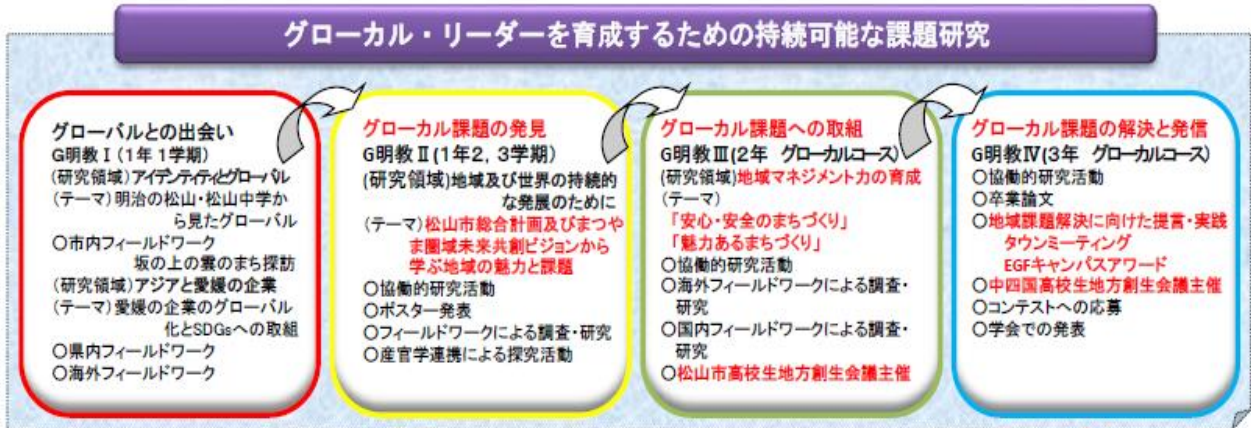 グローカル・リーダーを育成するための持続可能な課題研究
グローバルとの出会い
G明教Ⅰ(1年1学期)
(研究領域)アイデンティティとグローバル
(テーマ)明治の松山・松山中学か
ら見たグローバル
○市内フィールドワーク
坂の上の雲のまち探訪
(研究領域)アジアと愛媛の企業
(テーマ)愛媛の企業のグローバル
化とSDGsへの取組
○県内フィールドワーク
○海外フィールドワーク
グローカル課題の発見
G明教Ⅱ(1年2，3学期)
(研究領域)地域及び世界の持続的
な発展のために
(テーマ)松山市総合計画及びまつや
ま圏域未来共創ビジョンから
学ぶ地域の魅力と課題
○協働的研究活動
○ポスター発表
○フィールドワークによる調査・研究
○産官学連携による探究活動
グローカル課題への取組
G明教Ⅲ(2年 グローカルコース)
(研究領域)地域マネジメント力の育成
(テーマ)
「安心・安全のまちづくり」
「魅力あるまちづくり」
○協働的研究活動
○海外フィールドワークによる調査・
研究
○国内フィールドワークによる調査・
研究
○松山市高校生地方創生会議主催
グローカル課題の解決と発信
G明教Ⅳ(3年 グローカルコース)
○協働的研究活動
○卒業論文
○地域課題解決に向けた提言・実践
タウンミーティング
EGFキャンパスアワード
○中四国高校生地方創生会議主催
○コンテストへの応募
○学会での発表